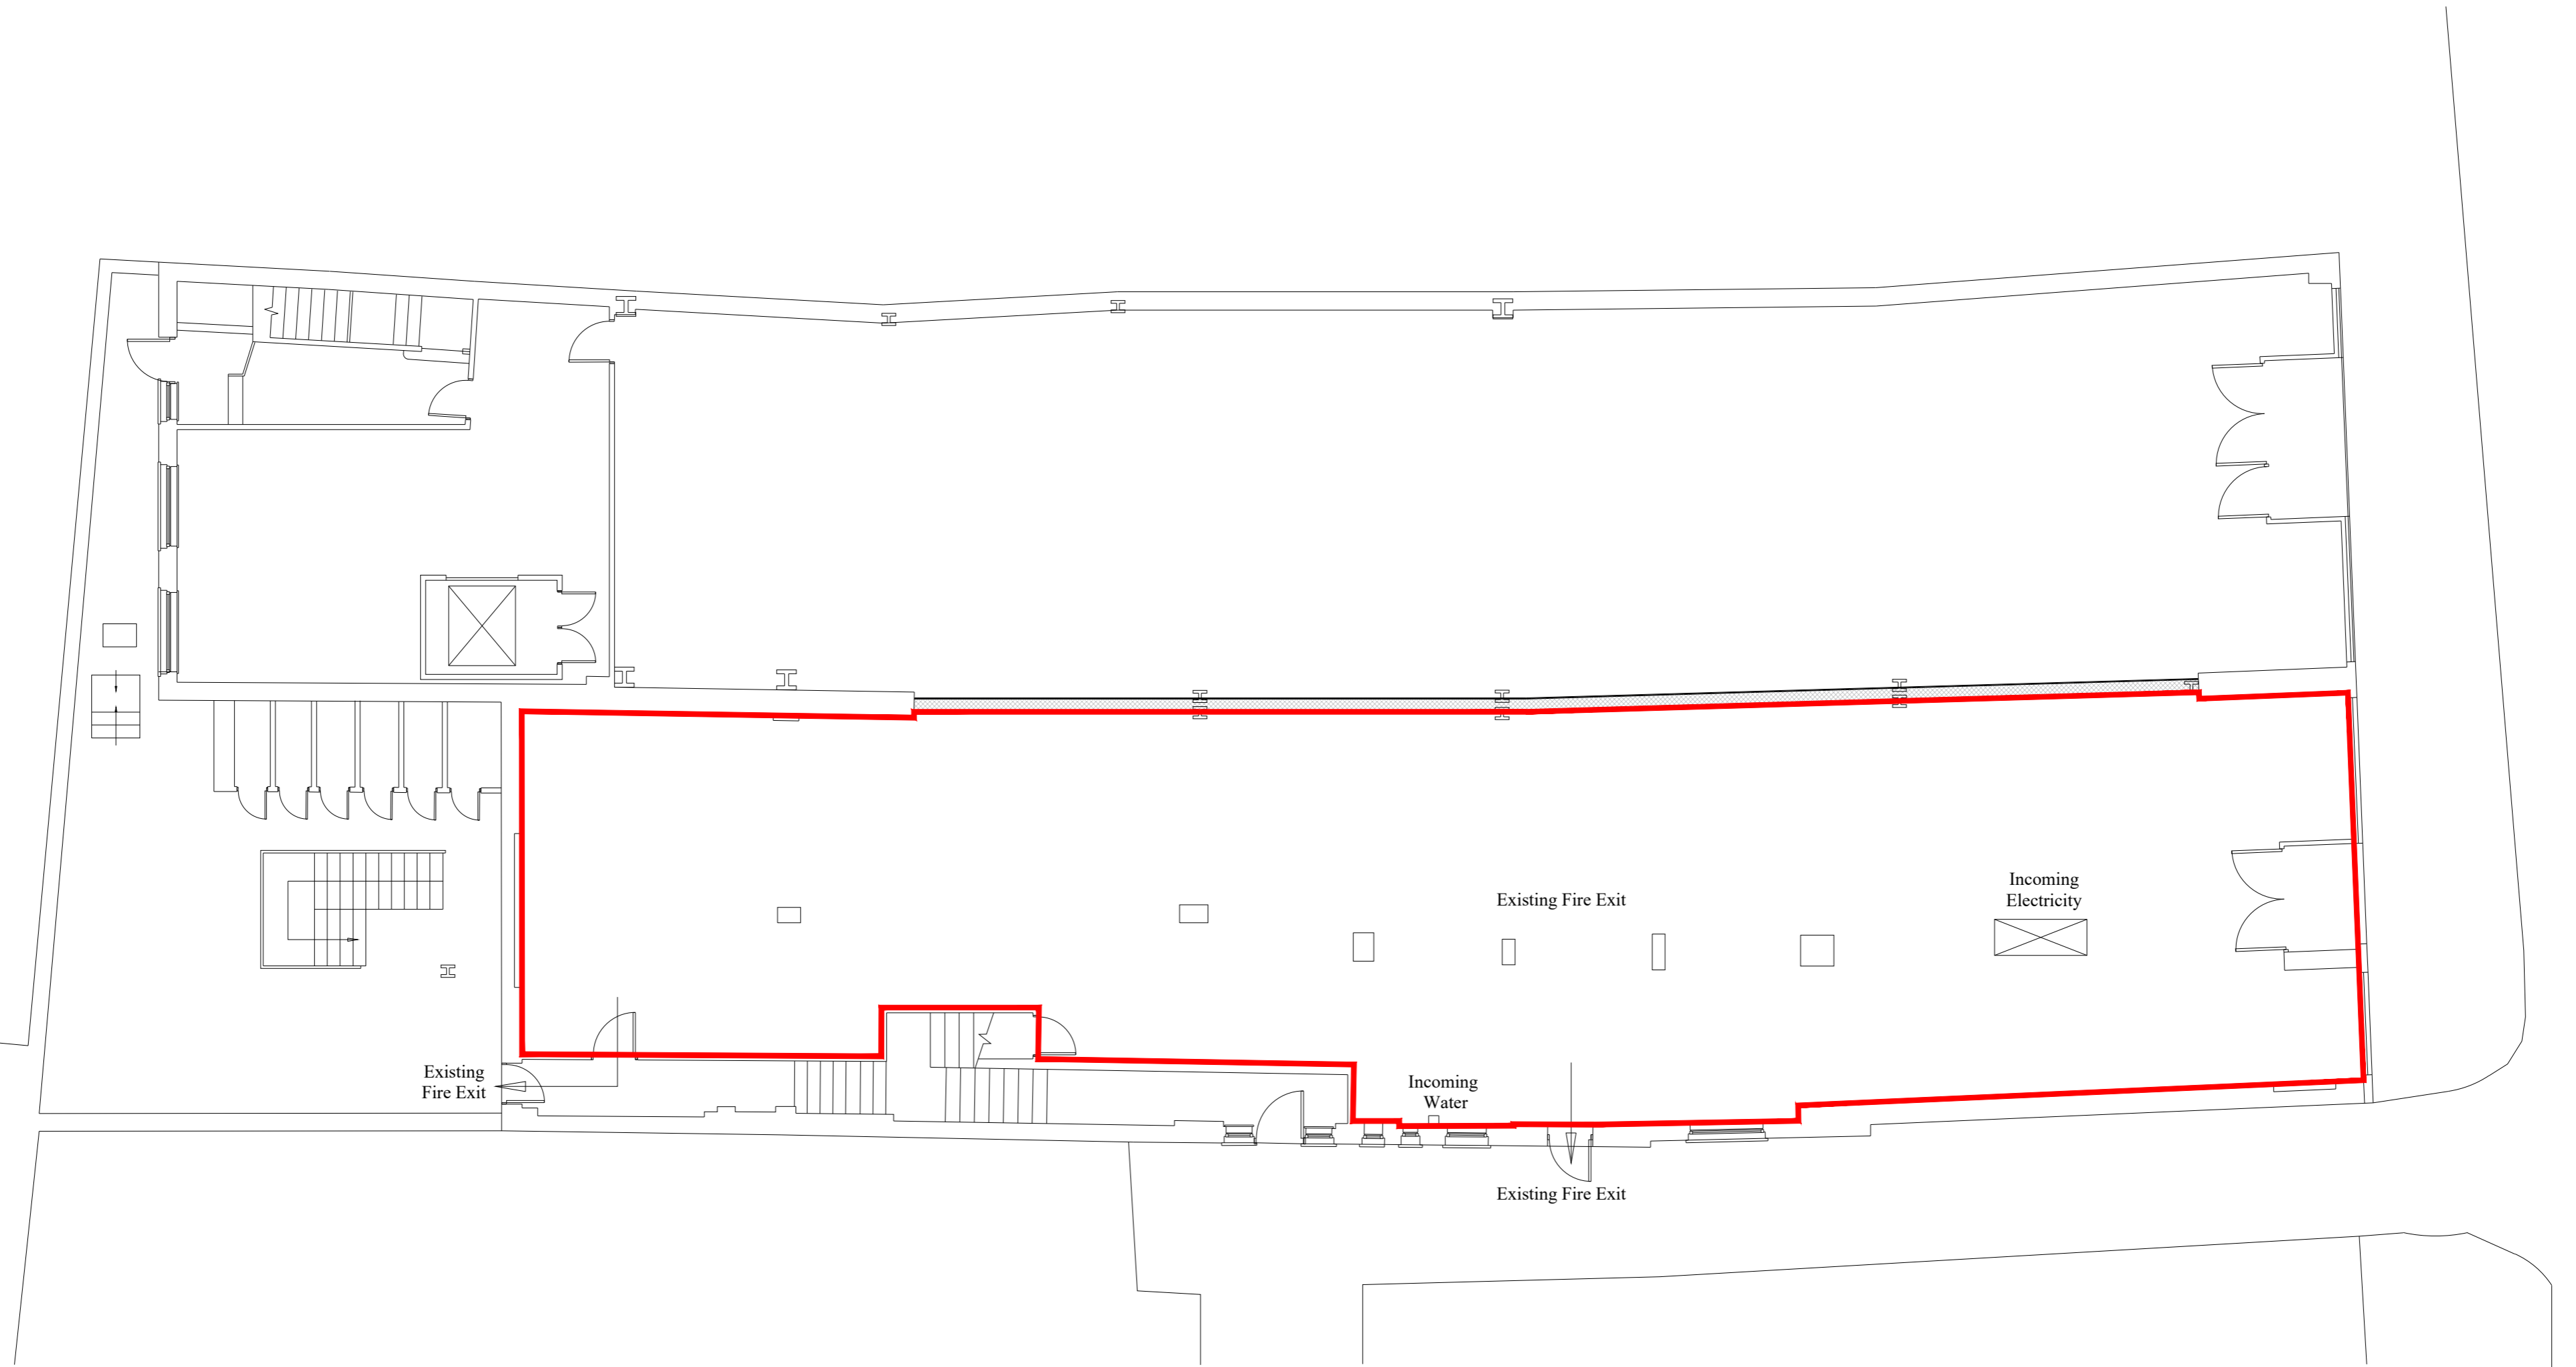 Incoming
Electricity
Existing Fire Exit
Existing
Fire Exit
Incoming
Water
Existing Fire Exit